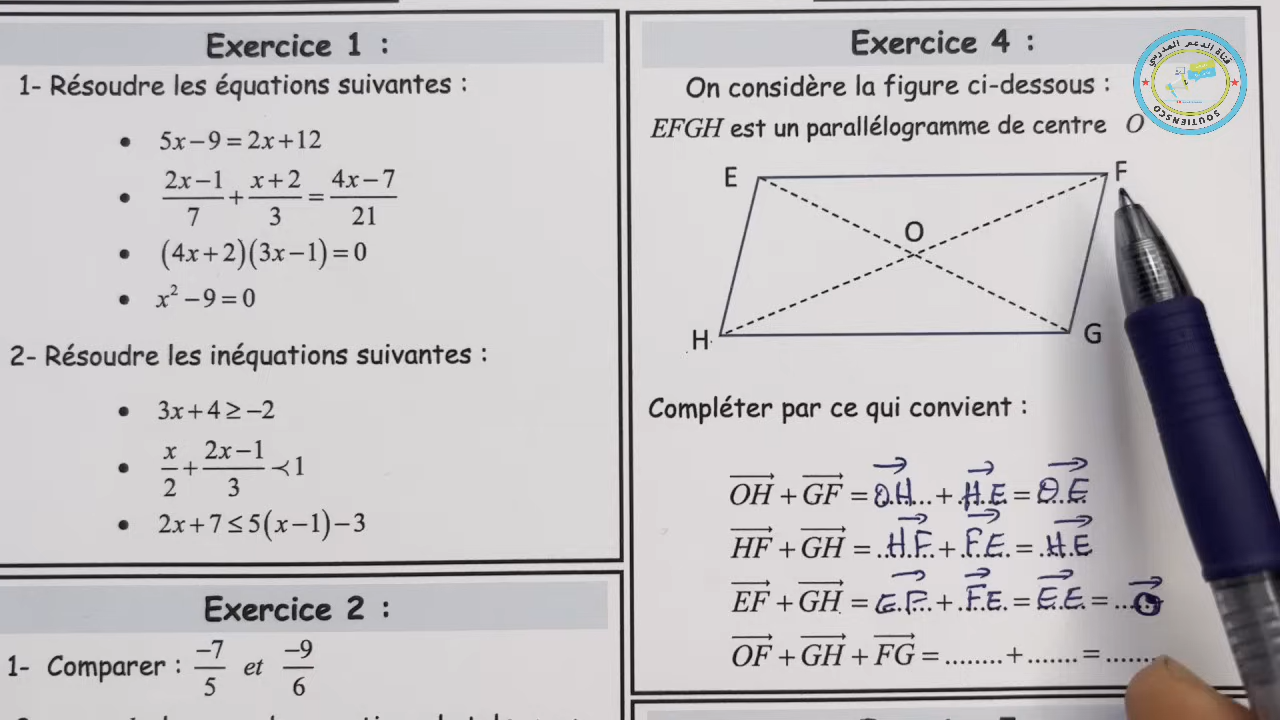 Exercice 1 :
1- Résoudre les équations suivantes :
• 5x−9=2x+12
• (2x−1)/7 + (x+2)/3 = (4x−7)/21
• (4x+2)(3x−1)=0
• x²−9=0
2- Résoudre les inéquations suivantes :
• 3x+4≥−2
• x/2 + (2x−1)/3 ≺ 1
• 2x+7≤5(x−1)−3
Exercice 2 :
1- Comparer : −7/5 et −9/6
Exercice 4 :
On considère la figure ci-dessous :
EFGH est un parallélogramme de centre O
E
F
O
H
G
Compléter par ce qui convient :
OH→ + GF→ = OH→ + HE→ = OE→
HF→ + GH→ = HF→ + FE→ = HE→
EF→ + GH→ = EF→ + FE→ = EE→ = O→
OF→ + GH→ + FG→ = ........+....... = ........
قناة الدعم المدرسي
SOUTIENSCO